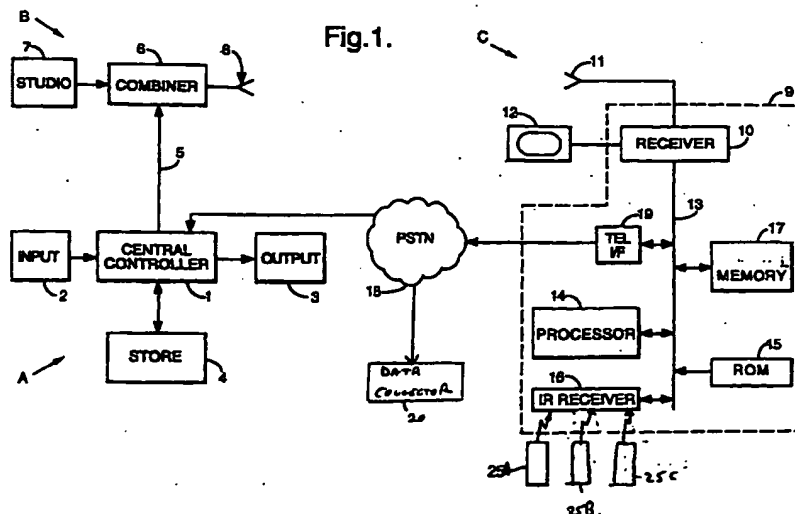 Fig.1.
B
7
STUDIO
6
COMBINER
8
5
INPUT
2
CENTRAL
CONTROLLER
1
OUTPUT
3
STORE
4
A
PSTN
18
DATA
COLLECTOR
20
C
11
9
12
RECEIVER
10
13
19
TEL
I/F
17
MEMORY
14
PROCESSOR
15
ROM
16
IR RECEIVER
25A
25B.
25C